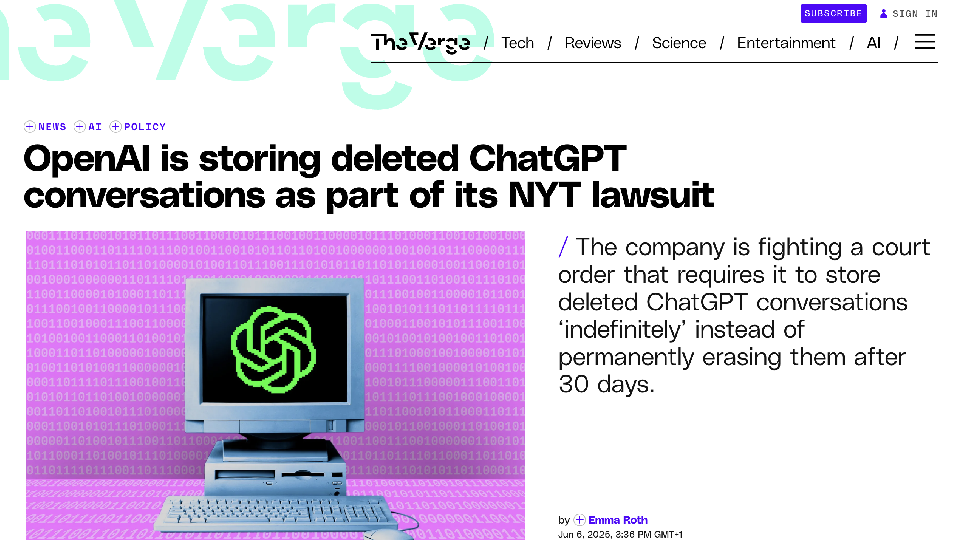 SUBSCRIBE
SIGN IN
The Verge
The Verge / Tech / Reviews / Science / Entertainment / AI /
NEWS AI POLICY
OpenAI is storing deleted ChatGPT
conversations as part of its NYT lawsuit
/ The company is fighting a court
order that requires it to store
deleted ChatGPT conversations
‘indefinitely’ instead of
permanently erasing them after
30 days.
by Emma Roth
Jun 6, 2025, 3:36 PM GMT-1